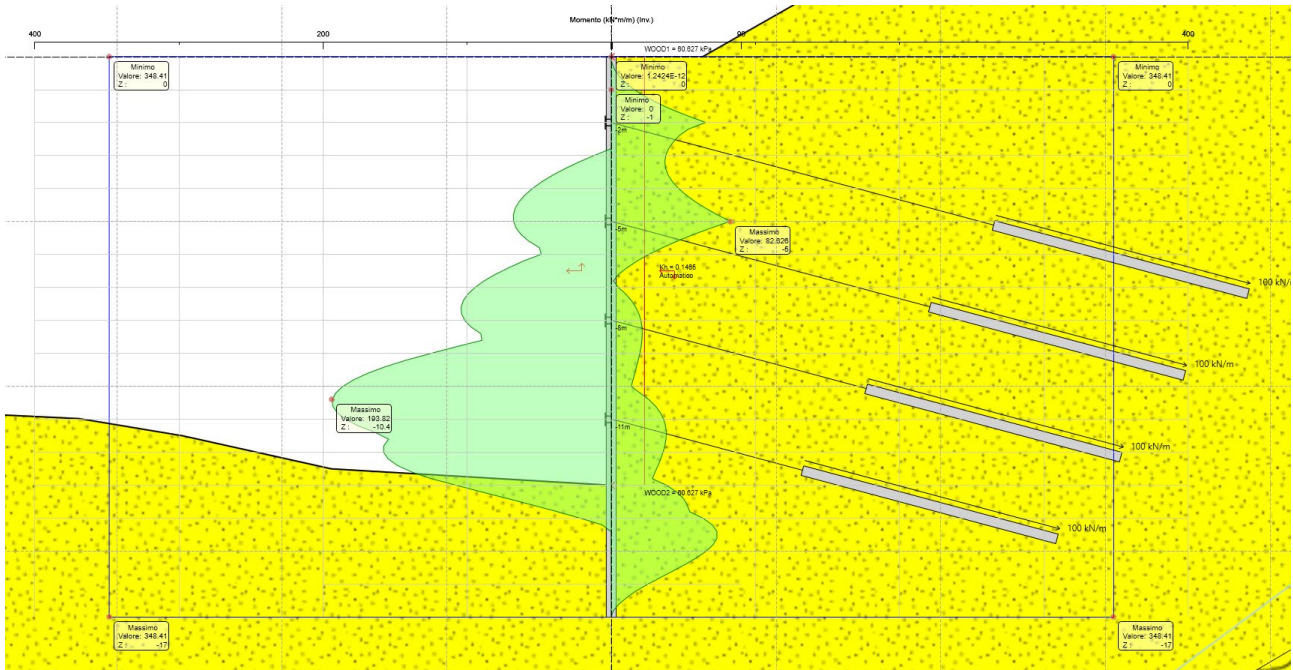 Momento (kN*m/m) (Inv.)
400
200
80
400
WOOD1 = 60.627 kPa
Minimo
Valore: 348.41
Z : 0
Minimo
Valore: 1.2424E-12
Z : 0
Minimo
Valore: 348.41
Z : 0
Minimo
Valore: 0
Z : -1
-2m
-5m
Massimo
Valore: 82.626
Z : -5
Kh = 0.1485
Automatico
100 kN/m
-8m
100 kN/m
Massimo
Valore: 193.82
Z : -10.4
-11m
100 kN/m
WOOD2 = 60.627 kPa
100 kN/m
Massimo
Valore: 348.41
Z : -17
Massimo
Valore: 348.41
Z : -17